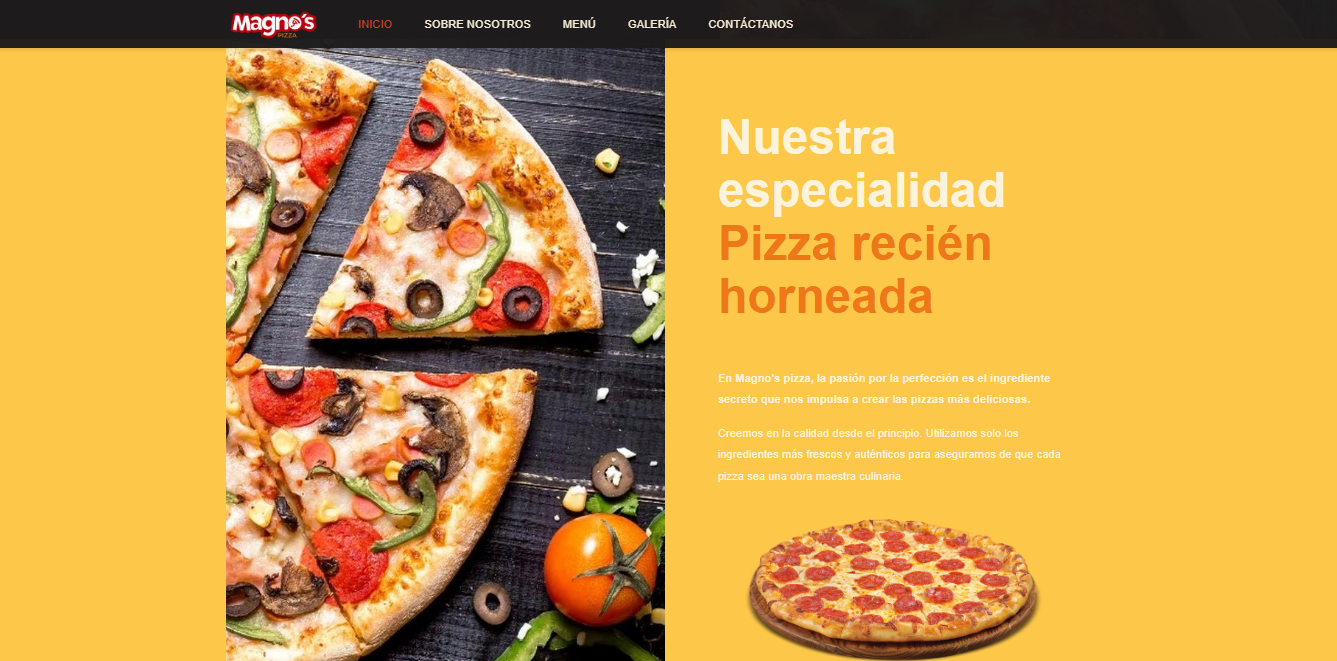 Magno's
PIZZA
INICIO SOBRE NOSOTROS MENÚ GALERÍA CONTÁCTANOS
Nuestra
especialidad
Pizza recién
horneada
En Magno's pizza, la pasión por la perfección es el ingrediente
secreto que nos impulsa a crear las pizzas más deliciosas.
Creemos en la calidad desde el principio. Utilizamos solo los
ingredientes más frescos y auténticos para asegurarnos de que cada
pizza sea una obra maestra culinaria.